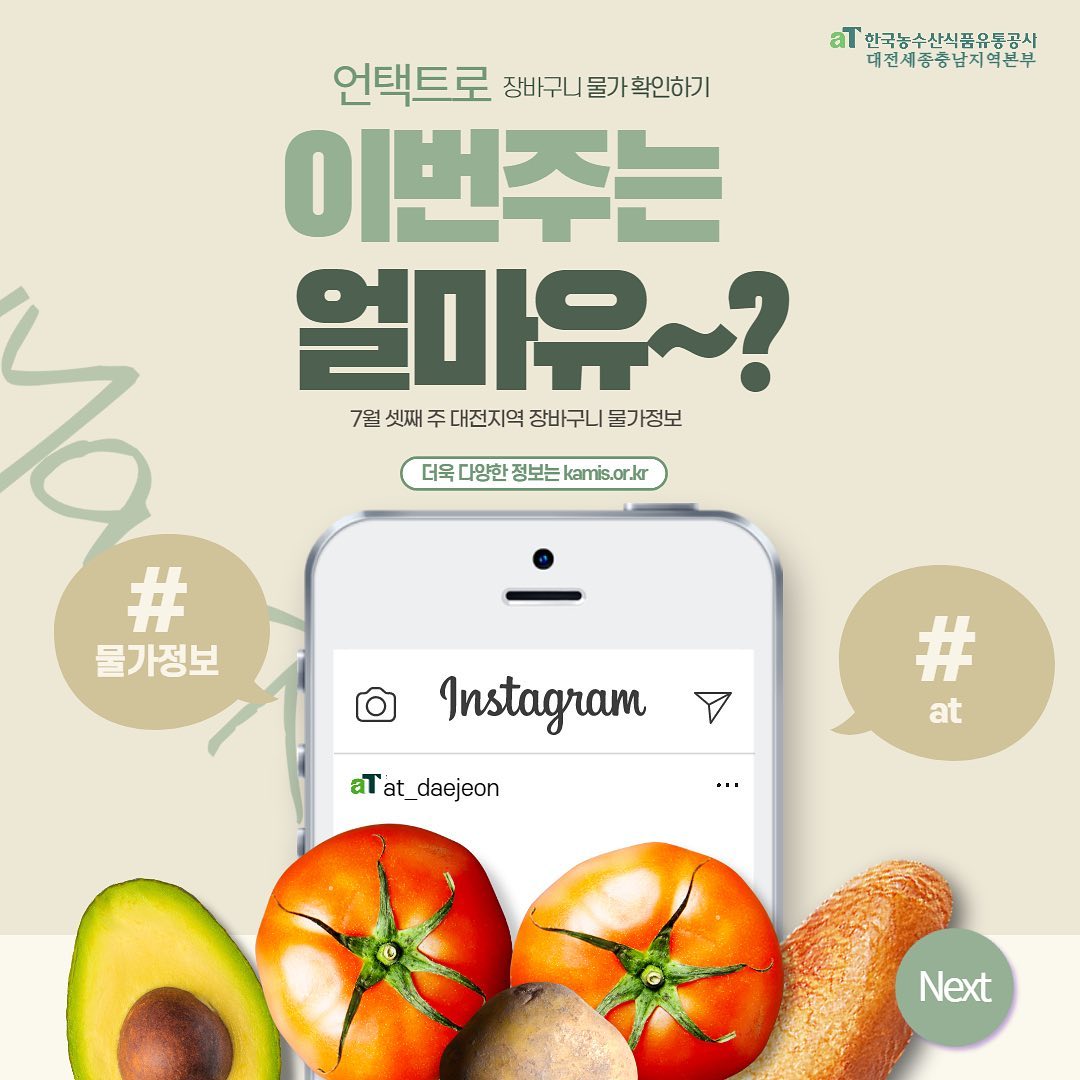 aT 한국농수산식품유통공사
대전세종충남지역본부
언택트로 장바구니 물가 확인하기
이번주는
얼마유~?
7월 셋째 주 대전지역 장바구니 물가정보
더욱 다양한 정보는 kamis.or.kr
#
물가정보
#
at
Instagram
aT at_daejeon
...
Next